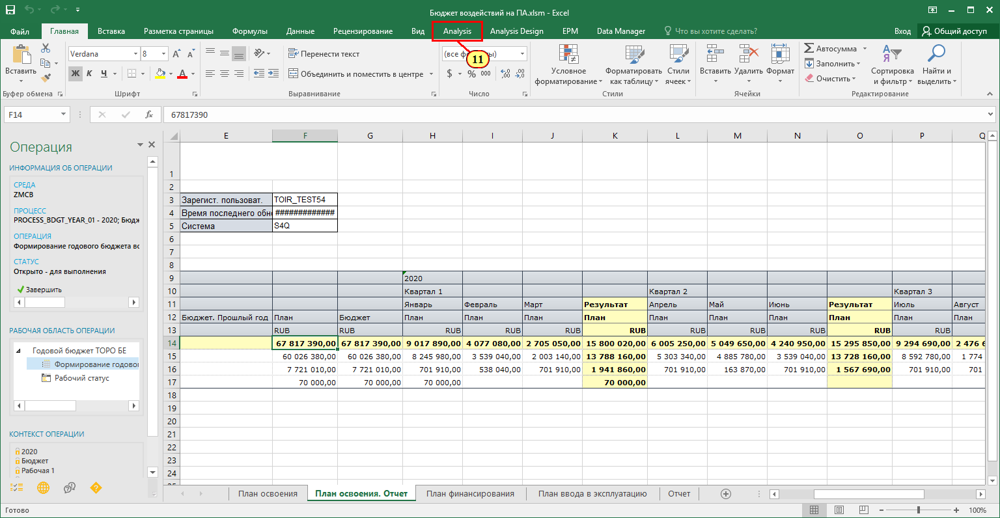 Бюджет воздействий на ПА.xlsm - Excel
Файл Главная Вставка Разметка страницы Формулы Данные Рецензирование Вид Analysis Analysis Design EPM Data Manager Что вы хотите сделать? Вход Общий доступ
11
Вставить
Verdana 8
Ж К Ч
Перенести текст
Объединить и поместить в центре
$ % 000
Условное форматирование
Форматировать как таблицу
Стили ячеек
Вставить Удалить Формат
Автосумма
Заполнить
Очистить
Сортировка и фильтр
Найти и выделить
Буфер обмена Шрифт Выравнивание Число Стили Ячейки Редактирование
F14 fx 67817390
Операция
ИНФОРМАЦИЯ ОБ ОПЕРАЦИИ
СРЕДА
ZMCB
ПРОЦЕСС
PROCESS_BDGT_YEAR_01 - 2020; Бюдж
ОПЕРАЦИЯ
Формирование годового бюджета вс
СТАТУС
Открыто - для выполнения
Завершить
РАБОЧАЯ ОБЛАСТЬ ОПЕРАЦИИ
Годовой бюджет ТОРО БЕ
Формирование годово
Рабочий статус
КОНТЕКСТ ОПЕРАЦИИ
2020
Бюджет
Рабочая 1
E F G H I J K L M N O P Q
1
2
3 Зарегист. пользоват. TOIR_TEST54
4 Время последнего обн #############
5 Система S4Q
6
7
8
9 2020
10 Квартал 1 Квартал 2 Квартал 3
11 Январь Февраль Март Результат Апрель Май Июнь Результат Июль Август
12 Бюджет. Прошлый год План Бюджет План План План План План План План План План План
13 RUB RUB RUB RUB RUB RUB RUB RUB RUB RUB RUB
14 67 817 390,00 67 817 390,00 9 017 890,00 4 077 080,00 2 705 050,00 15 800 020,00 6 005 250,00 5 049 650,00 4 240 950,00 15 295 850,00 9 294 690,00 2 476 6
15 60 026 380,00 60 026 380,00 8 245 980,00 3 539 040,00 2 003 140,00 13 788 160,00 5 303 340,00 4 885 780,00 3 539 040,00 13 728 160,00 8 592 780,00 1 774
16 7 721 010,00 7 721 010,00 701 910,00 538 040,00 701 910,00 1 941 860,00 701 910,00 163 870,00 701 910,00 1 567 690,00 701 910,00 701
17 70 000,00 70 000,00 70 000,00 70 000,00
18
19
20
21
22
23
24
План освоения План освоения. Отчет План финансирования План ввода в эксплуатацию Отчет
Готово 100%